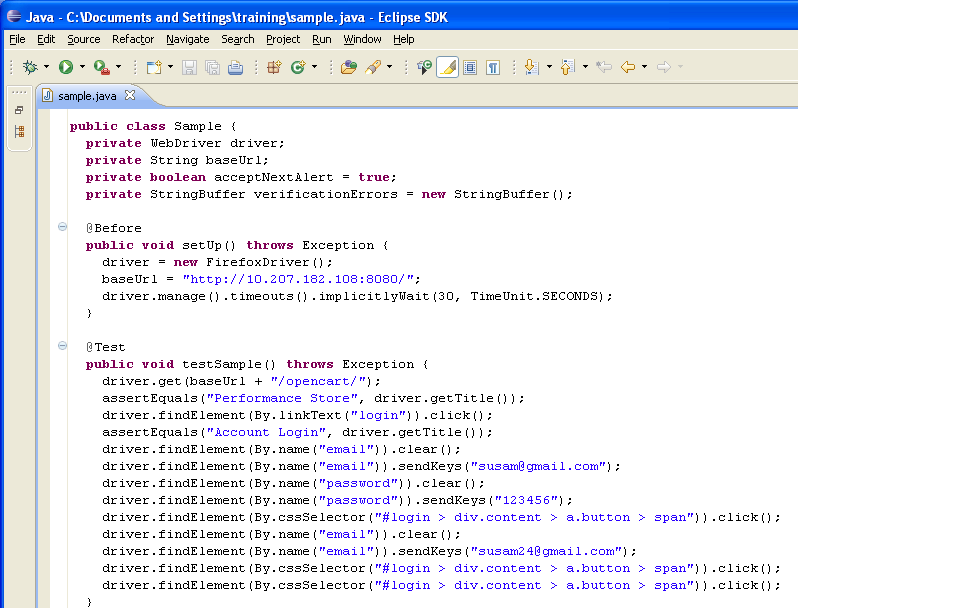 Java - C:\Documents and Settings\training\sample.java - Eclipse SDK
File Edit Source Refactor Navigate Search Project Run Window Help
sample.java
public class Sample {
private WebDriver driver;
private String baseUrl;
private boolean acceptNextAlert = true;
private StringBuffer verificationErrors = new StringBuffer();
@Before
public void setUp() throws Exception {
driver = new FirefoxDriver();
baseUrl = "http://10.207.182.108:8080/";
driver.manage().timeouts().implicitlyWait(30, TimeUnit.SECONDS);
}
@Test
public void testSample() throws Exception {
driver.get(baseUrl + "/opencart/");
assertEquals("Performance Store", driver.getTitle());
driver.findElement(By.linkText("login")).click();
assertEquals("Account Login", driver.getTitle());
driver.findElement(By.name("email")).clear();
driver.findElement(By.name("email")).sendKeys("susam@gmail.com");
driver.findElement(By.name("password")).clear();
driver.findElement(By.name("password")).sendKeys("123456");
driver.findElement(By.cssSelector("#login > div.content > a.button > span")).click();
driver.findElement(By.name("email")).clear();
driver.findElement(By.name("email")).sendKeys("susam24@gmail.com");
driver.findElement(By.cssSelector("#login > div.content > a.button > span")).click();
driver.findElement(By.cssSelector("#login > div.content > a.button > span")).click();
}